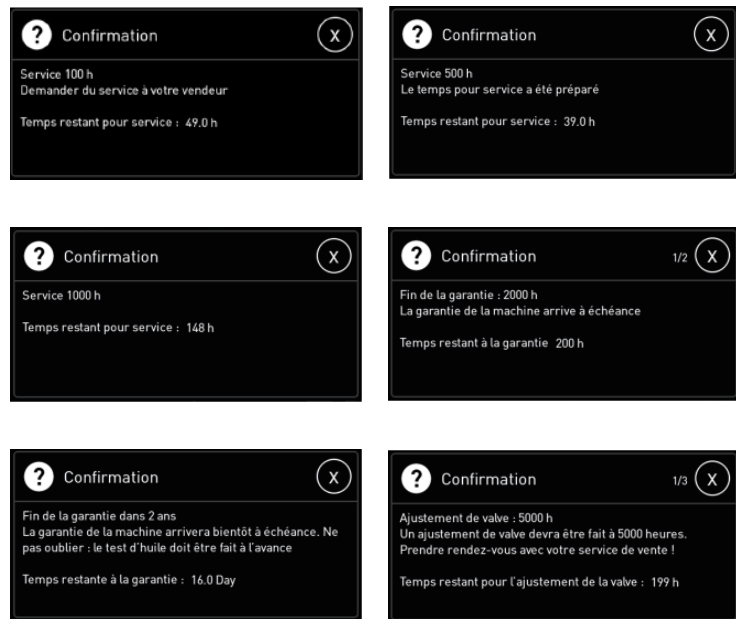 ? Confirmation X
Service 100 h
Demander du service à votre vendeur
Temps restant pour service : 49.0 h
? Confirmation X
Service 500 h
Le temps pour service a été préparé
Temps restant pour service : 39.0 h
? Confirmation X
Service 1000 h
Temps restant pour service : 148 h
? Confirmation 1/2 X
Fin de la garantie : 2000 h
La garantie de la machine arrive à échéance
Temps restant à la garantie 200 h
? Confirmation X
Fin de la garantie dans 2 ans
La garantie de la machine arrivera bientôt à échéance. Ne
pas oublier : le test d'huile doit être fait à l'avance
Temps restante à la garantie : 16.0 Day
? Confirmation 1/3 X
Ajustement de valve : 5000 h
Un ajustement de valve devra être fait à 5000 heures.
Prendre rendez-vous avec votre service de vente !
Temps restant pour l'ajustement de la valve : 199 h